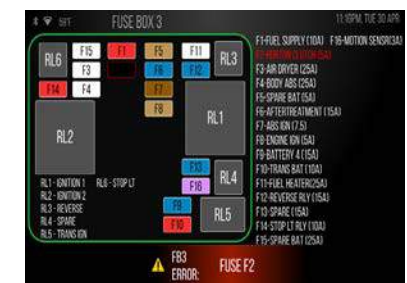 59°F FUSE BOX 3 11:10PM, TUE 30 APR
F1-FUEL SUPPLY (10A) F16-MOTION SENSR(3A)
F3-AIR DRYER (25A)
F4-BODY ABS (25A)
F5-SPARE BAT (5A)
F6-AFTERTREATMENT (15A)
F7-ABS IGN (7.5)
F8-ENGINE IGN (5A)
F9-BATTERY 4 (15A)
F10-TRANS BAT (10A)
F11-FUEL HEATER(25A)
F12-REVERSE RLY (15A)
F13-SPARE (15A)
F14-STOP LT RLY (10A)
F15-SPARE BAT (25A)
RL6 F15 F1 F5 F11 RL3
F3 F6 F12
F14 F4 F7
F8
RL2 RL1
F13
F16 RL4
F9
F10 RL5
RL1 - IGNITION 1 RL6 - STOP LT
RL2 - IGNITION 2
RL3 - REVERSE
RL4 - SPARE
RL5 - TRANS IGN
FB3
ERROR: FUSE F2